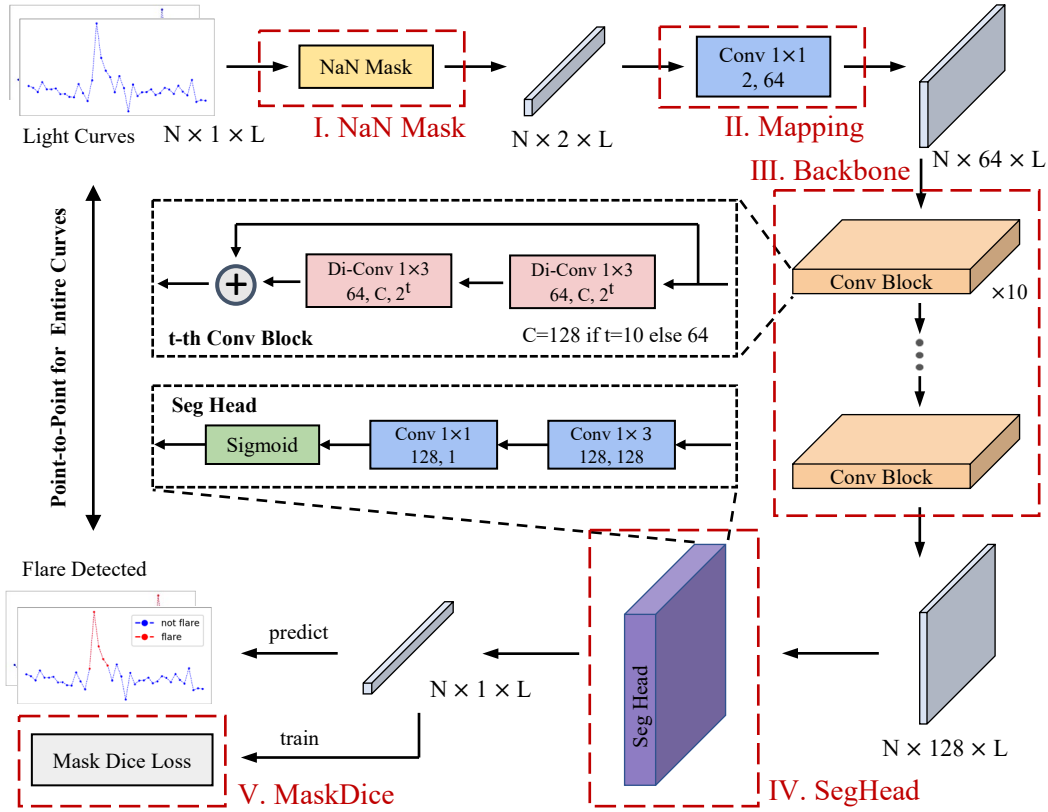 NaN Mask
Light Curves
N × 1 × L
I. NaN Mask
N × 2 × L
Conv 1×1
2, 64
II. Mapping
N × 64 × L
III. Backbone
Conv Block
×10
Conv Block
Point-to-Point for Entire Curves
+
Di-Conv 1×3
64, C, 2^t
Di-Conv 1×3
64, C, 2^t
t-th Conv Block
C=128 if t=10 else 64
Seg Head
Sigmoid
Conv 1×1
128, 1
Conv 1× 3
128, 128
Flare Detected
not flare
flare
predict
train
N × 1 × L
Seg Head
N × 128 × L
Mask Dice Loss
V. MaskDice
IV. SegHead